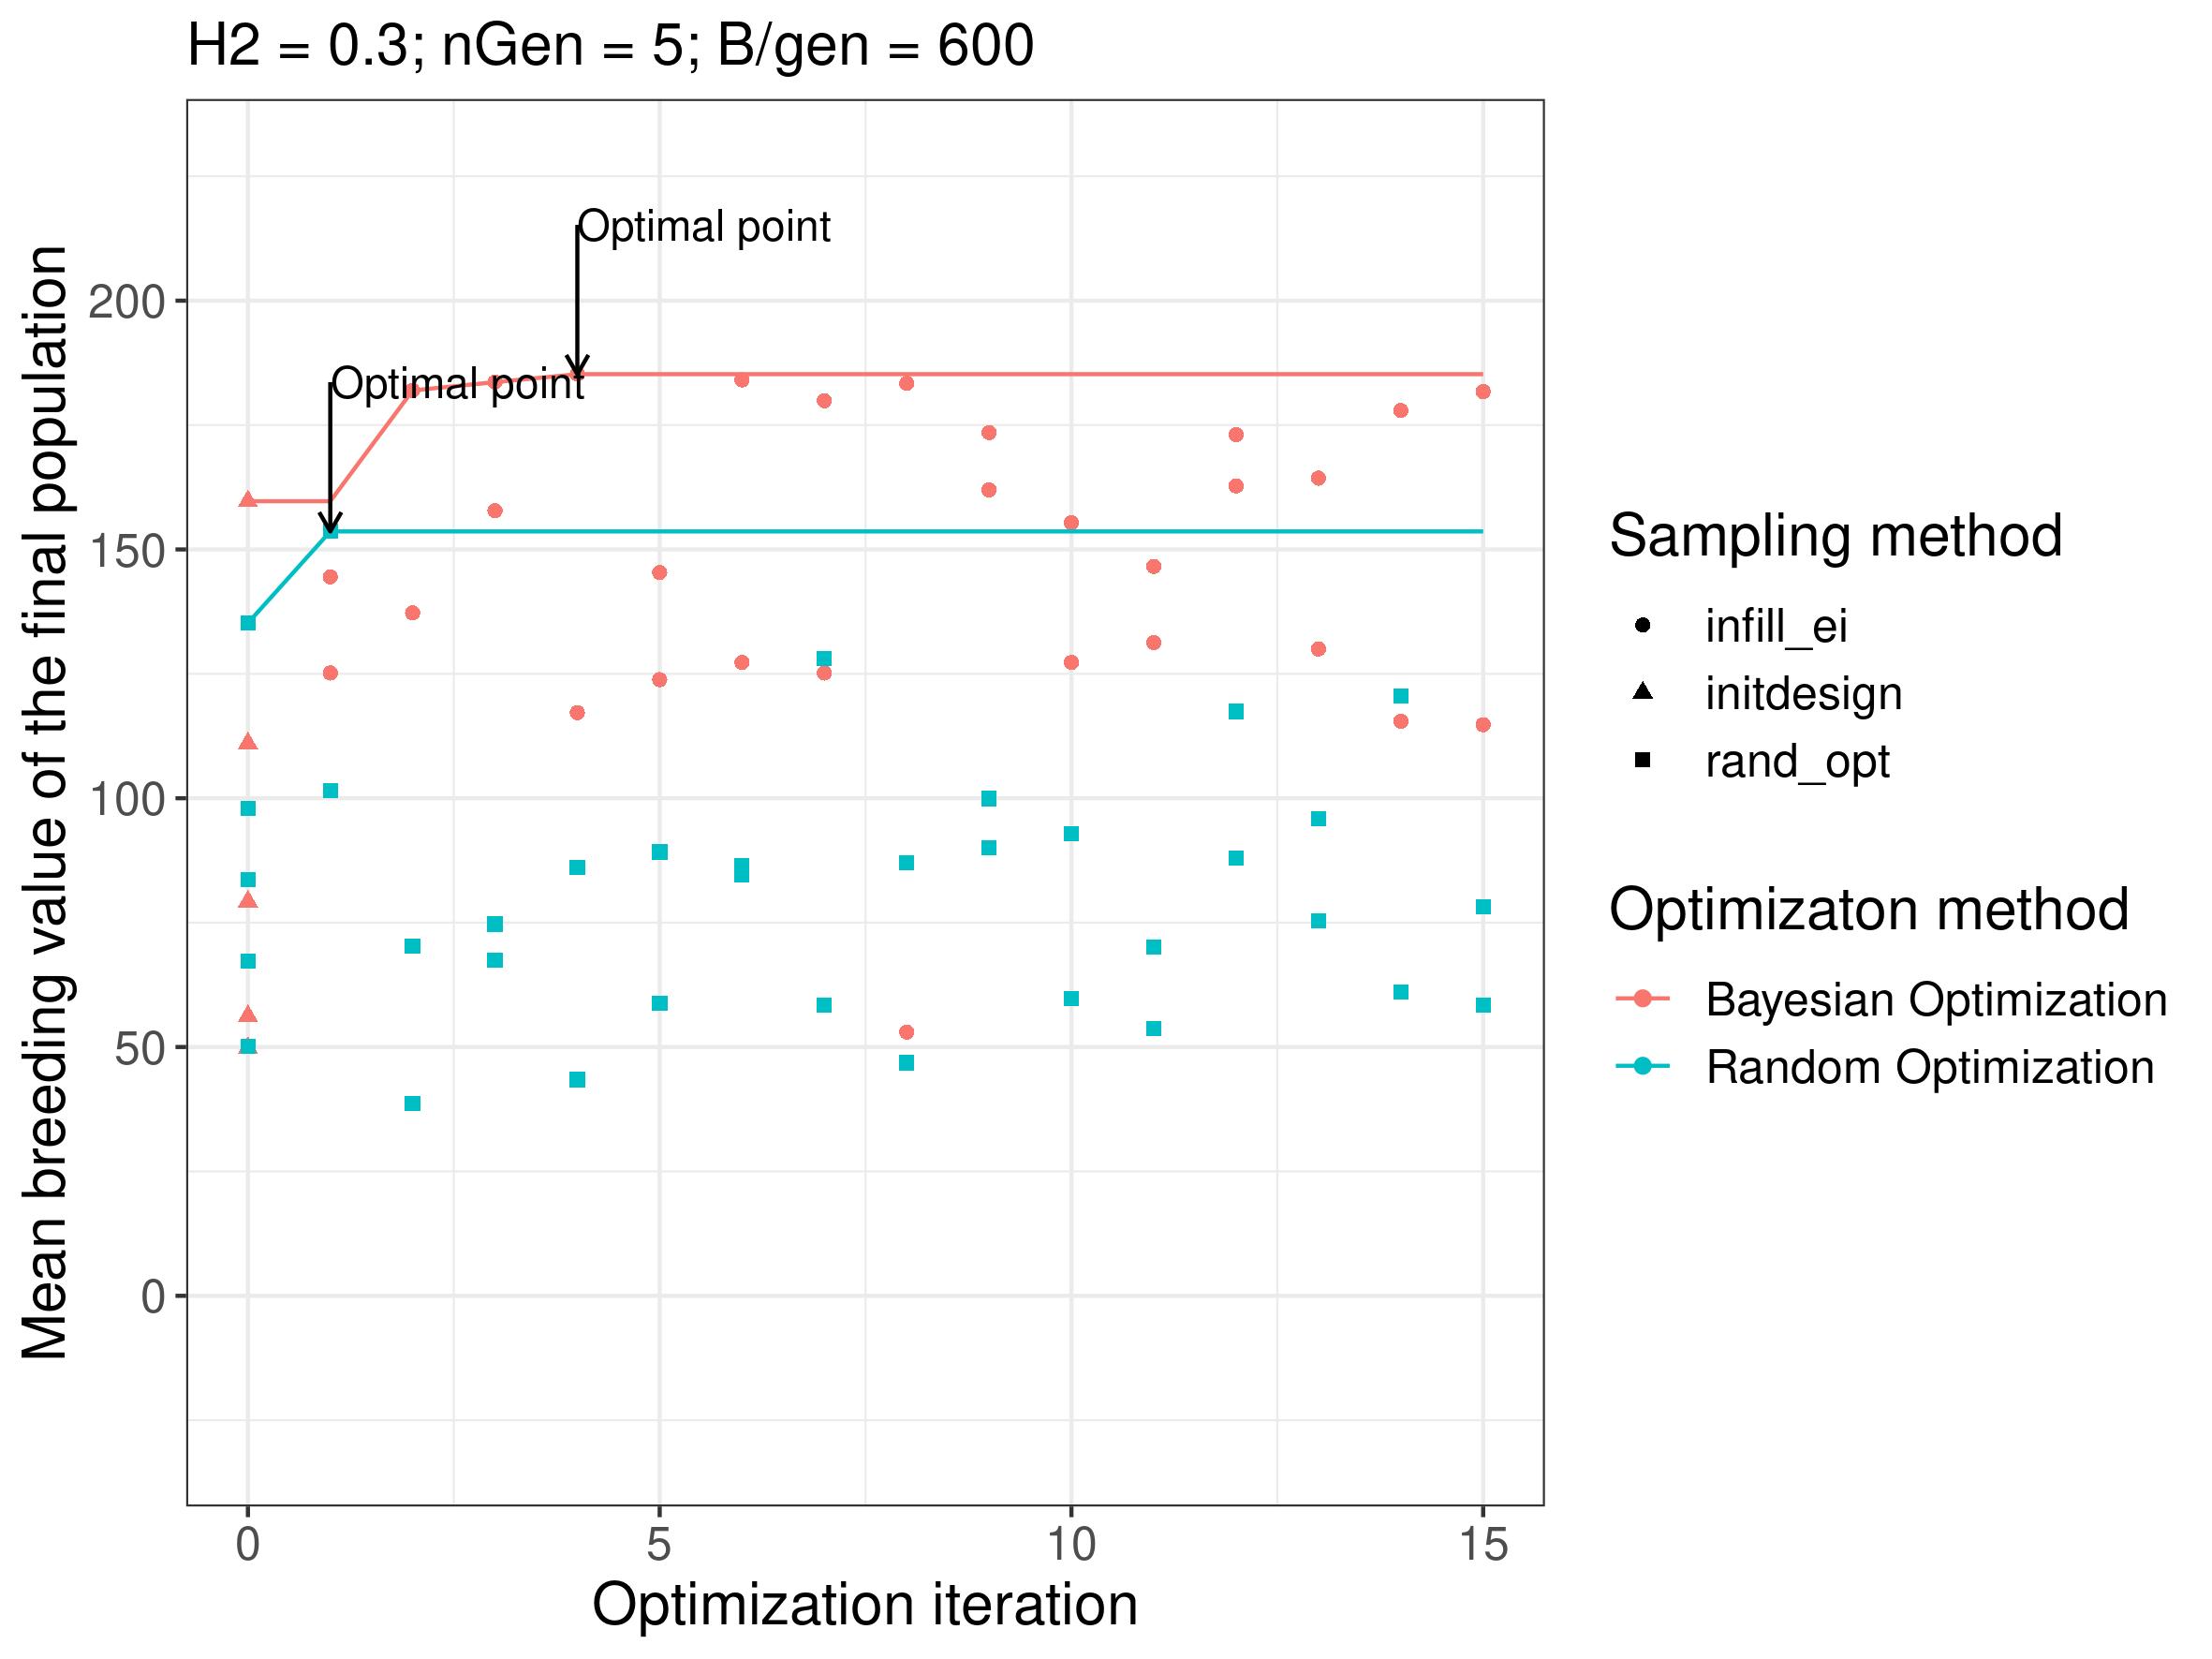 H2 = 0.3; nGen = 5; B/gen = 600
Mean breeding value of the final population
200
150
100
50
0
Optimal point
Optimal point
0
5
10
15
Optimization iteration
Sampling method
infill_ei
initdesign
rand_opt
Optimizaton method
Bayesian Optimization
Random Optimization